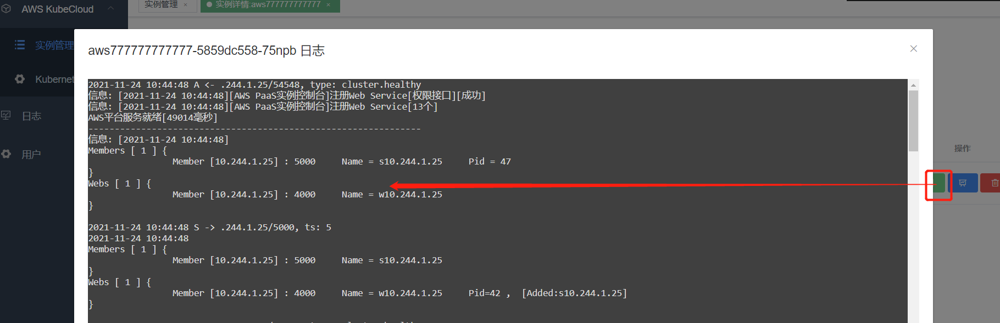 AWS KubeCloud
实例管理 ×
实例详情:aws777777777777 ×
实例管理
Kubernet
日志
用户
aws777777777777-5859dc558-75npb 日志
2021-11-24 10:44:48 A <- .244.1.25/54548, type: cluster.healthy
信息: [2021-11-24 10:44:48][AWS PaaS实例控制台]注册Web Service[权限接口][成功]
信息: [2021-11-24 10:44:48][AWS PaaS实例控制台]注册Web Service[13个]
AWS平台服务就绪[49014毫秒]
---------------------------------------------------------------
信息: [2021-11-24 10:44:48]
Members [ 1 ] {
Member [10.244.1.25] : 5000 Name = s10.244.1.25 Pid = 47
}
Webs [ 1 ] {
Member [10.244.1.25] : 4000 Name = w10.244.1.25
}
2021-11-24 10:44:48 S -> .244.1.25/5000, ts: 5
2021-11-24 10:44:48
Members [ 1 ] {
Member [10.244.1.25] : 5000 Name = s10.244.1.25
}
Webs [ 1 ] {
Member [10.244.1.25] : 4000 Name = w10.244.1.25 Pid=42 , [Added:s10.244.1.25]
}
操作